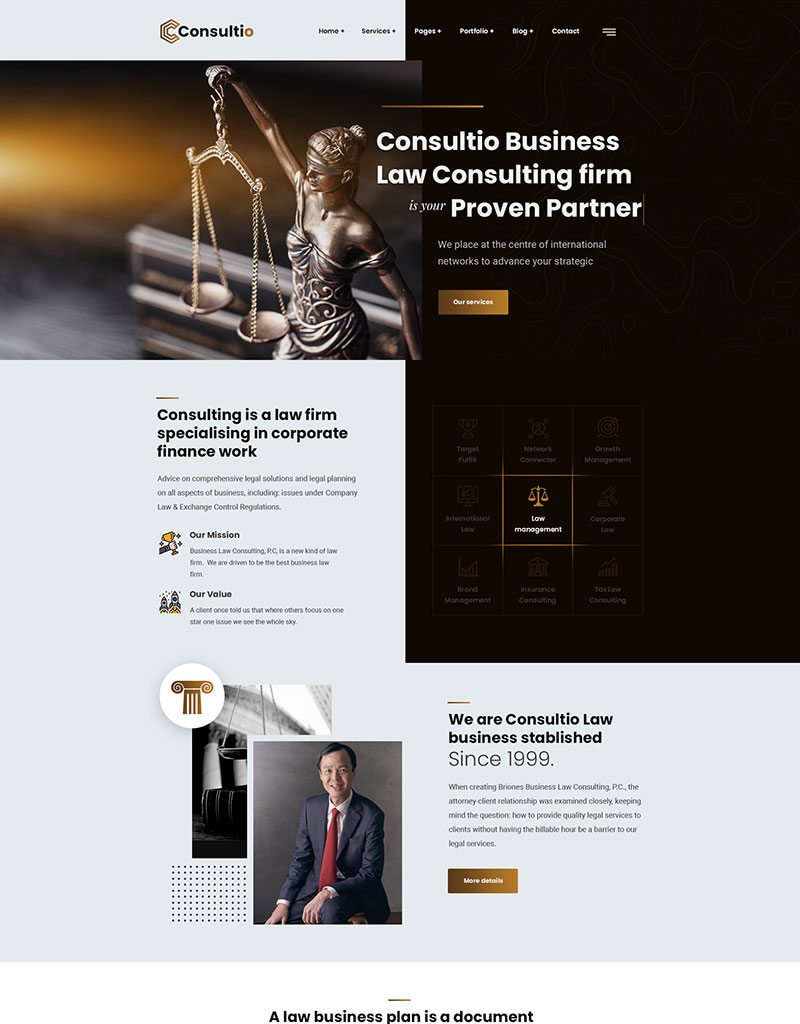 Consultio
Home +
Services +
Pages +
Portfolio +
Blog +
Contact
Consultio Business
Law Consulting firm
is your Proven Partner
We place at the centre of international
networks to advance your strategic
Our services
Consulting is a law firm
specialising in corporate
finance work
Advice on comprehensive legal solutions and legal planning
on all aspects of business, including: issues under Company
Law & Exchange Control Regulations.
Our Mission
Business Law Consulting, P.C, is a new kind of law
firm. We are driven to be the best business law
firm.
Our Value
A client once told us that where others focus on one
star one issue we see the whole sky.
Target
Fulfill
Network
Connecter
Growth
Management
International
Law
Law
management
Corporate
Law
Brand
Management
Insurance
Consulting
Tax Law
Consulting
We are Consultio Law
business stablished
Since 1999.
When creating Briones Business Law Consulting, P.C., the
attorney-client relationship was examined closely, keeping
mind the question: how to provide quality legal services to
clients without having the billable hour be a barrier to our
legal services.
More details
A law business plan is a document